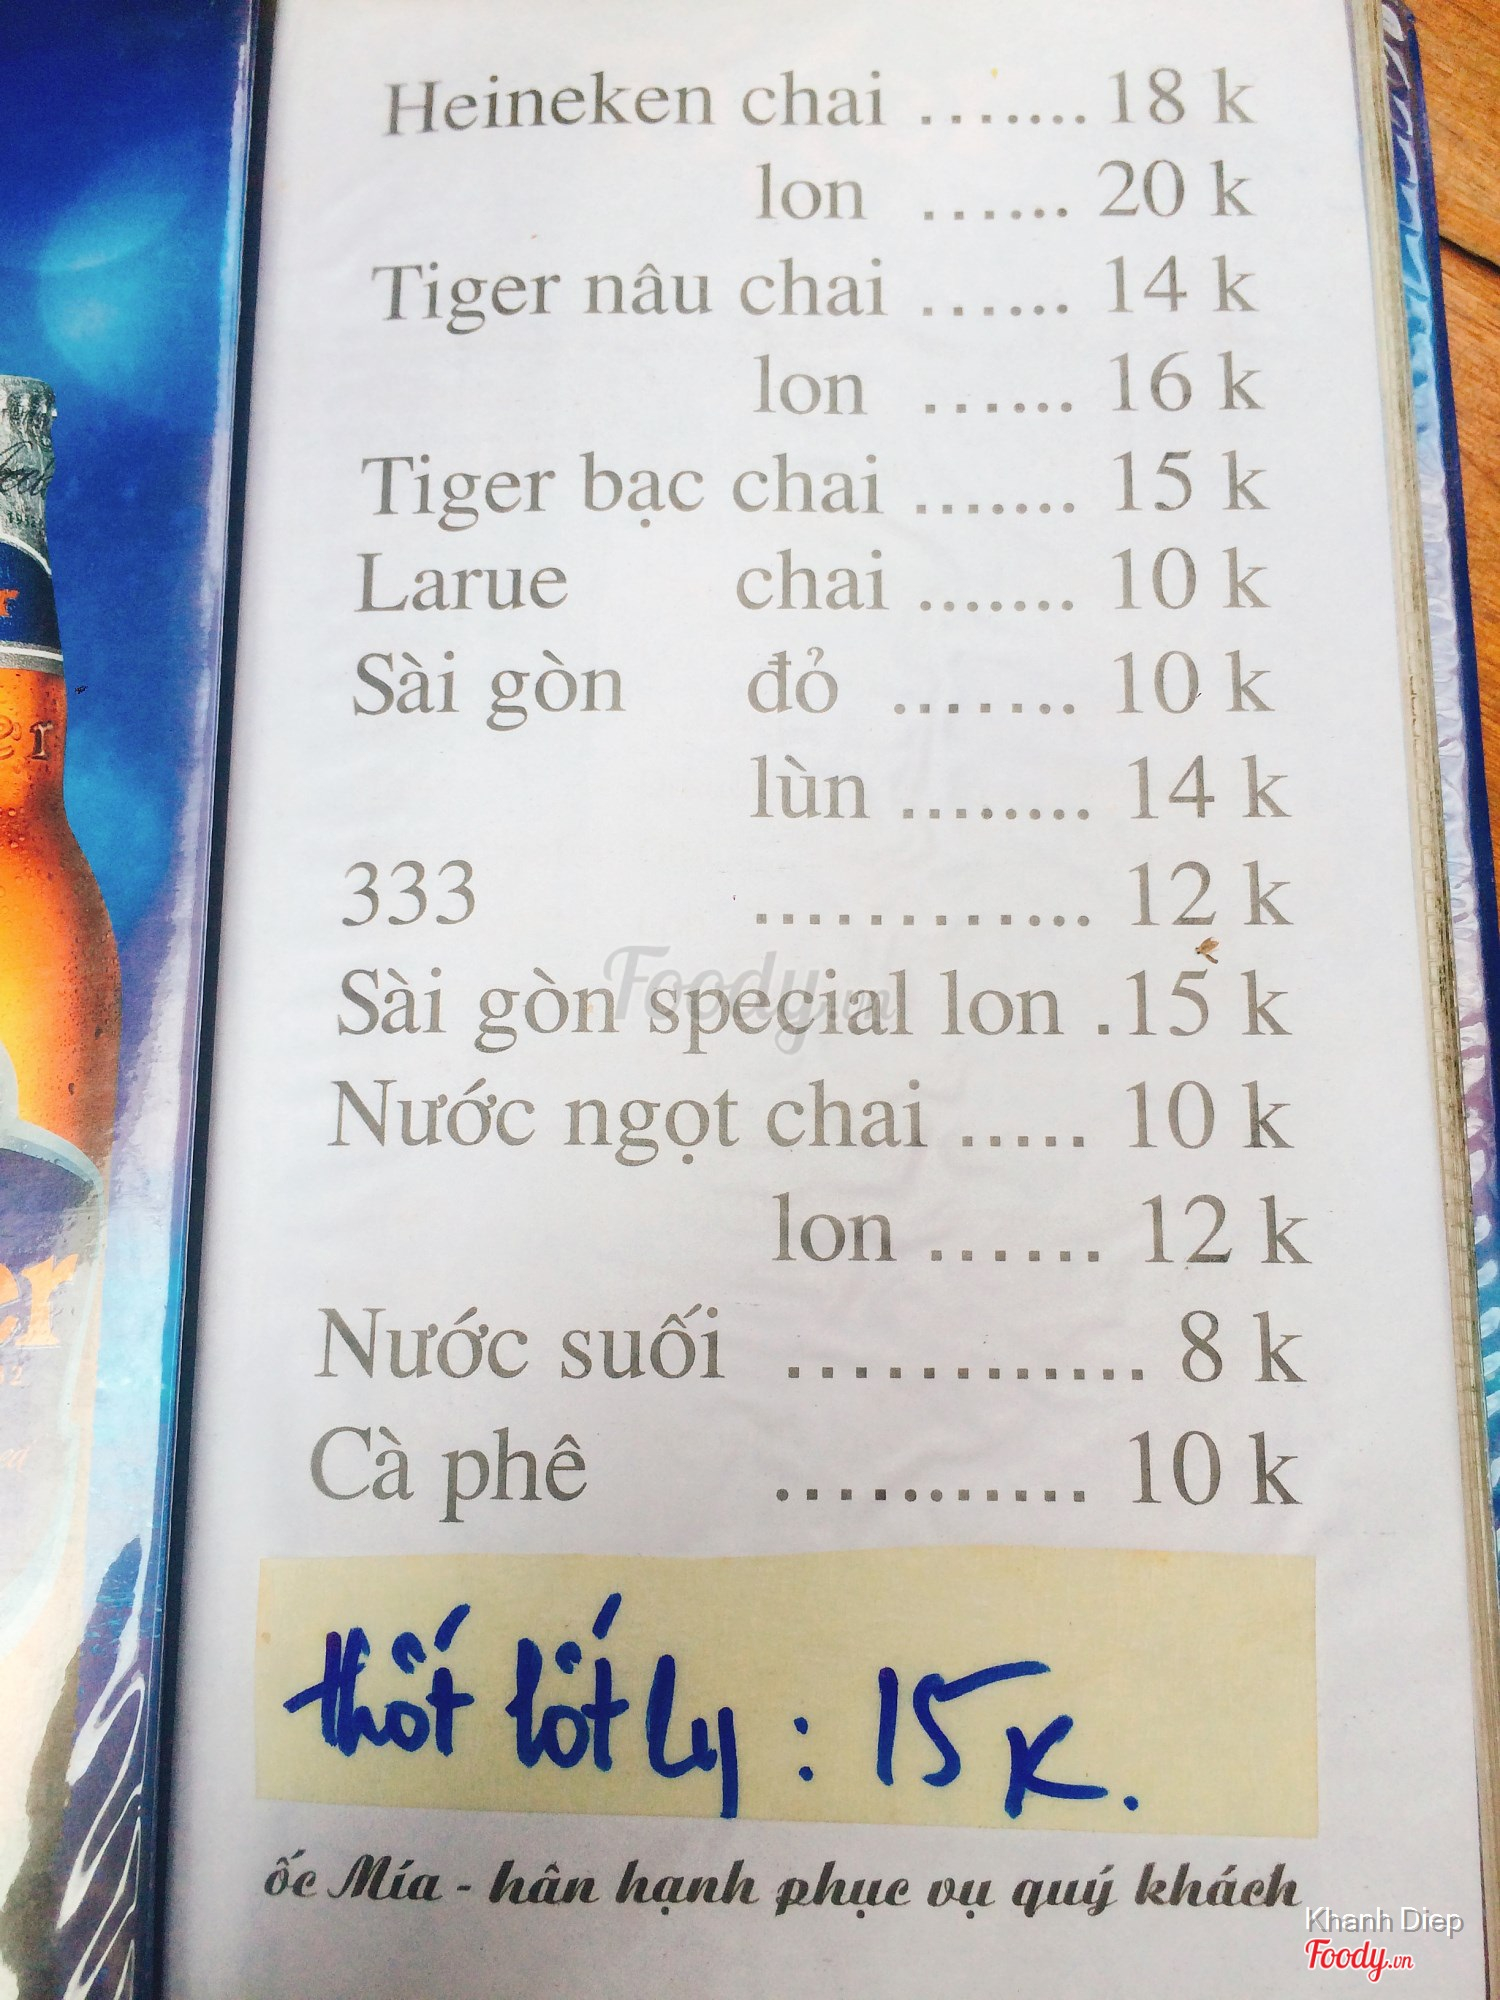 Heineken chai ....... 18 k
lon ...... 20 k
Tiger nâu chai ...... 14 k
lon ...... 16 k
Tiger bạc chai ....... 15 k
Larue chai ....... 10 k
Sài gòn đỏ ....... 10 k
lùn ........ 14 k
333 ............ 12 k
Sài gòn special lon .15 k
Foody.vn
Nước ngọt chai ..... 10 k
lon ...... 12 k
Nước suối ............. 8 k
Cà phê ........... 10 k
thốt lốt ly : 15 K.
ốc Mía - hân hạnh phục vụ quý khách
Khanh Diep
Foody.vn